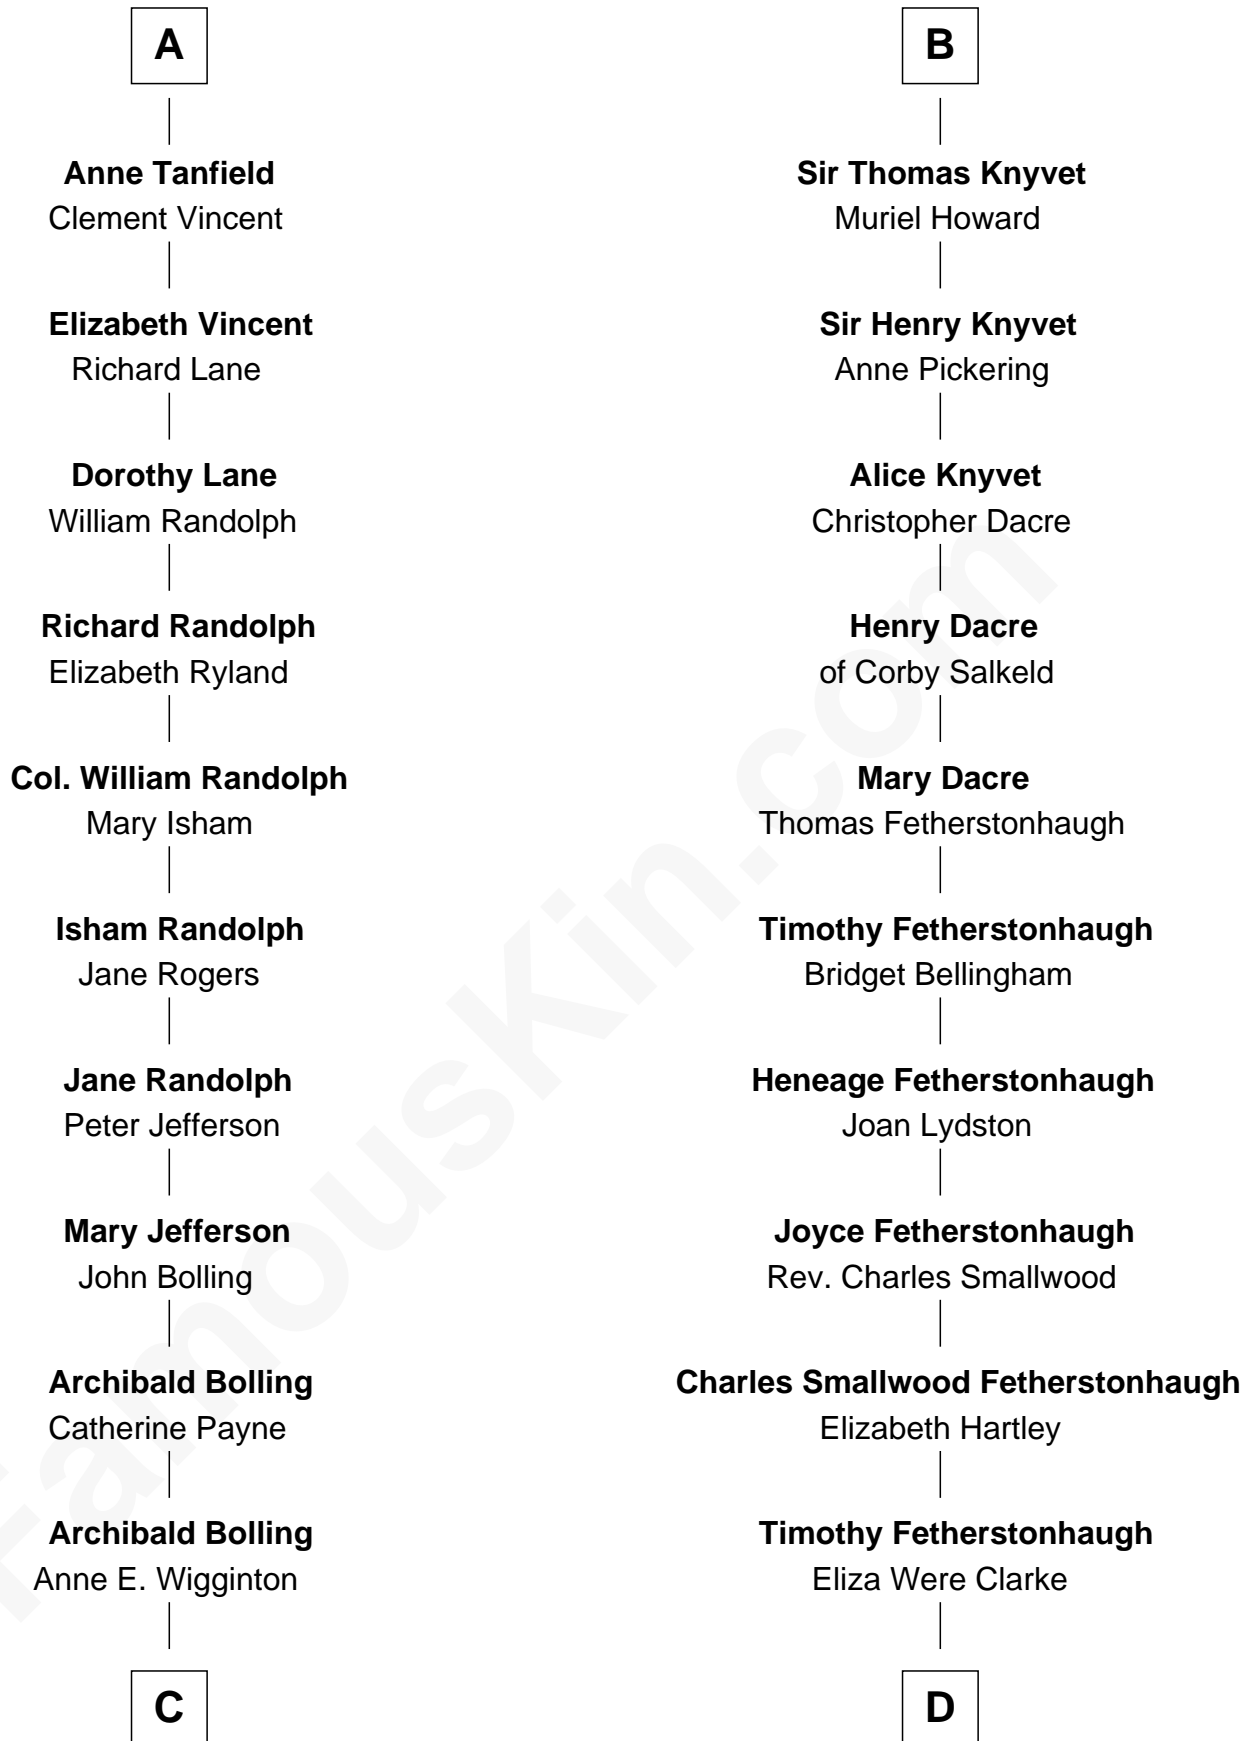 A
Anne Tanfield
Clement Vincent
Elizabeth Vincent
Richard Lane
Dorothy Lane
William Randolph
Richard Randolph
Elizabeth Ryland
Col. William Randolph
Mary Isham
Isham Randolph
Jane Rogers
Jane Randolph
Peter Jefferson
Mary Jefferson
John Bolling
Archibald Bolling
Catherine Payne
Archibald Bolling
Anne E. Wigginton
C
B
Sir Thomas Knyvet
Muriel Howard
Sir Henry Knyvet
Anne Pickering
Alice Knyvet
Christopher Dacre
Henry Dacre
of Corby Salkeld
Mary Dacre
Thomas Fetherstonhaugh
Timothy Fetherstonhaugh
Bridget Bellingham
Heneage Fetherstonhaugh
Joan Lydston
Joyce Fetherstonhaugh
Rev. Charles Smallwood
Charles Smallwood Fetherstonhaugh
Elizabeth Hartley
Timothy Fetherstonhaugh
Eliza Were Clarke
D
FamousKin.com